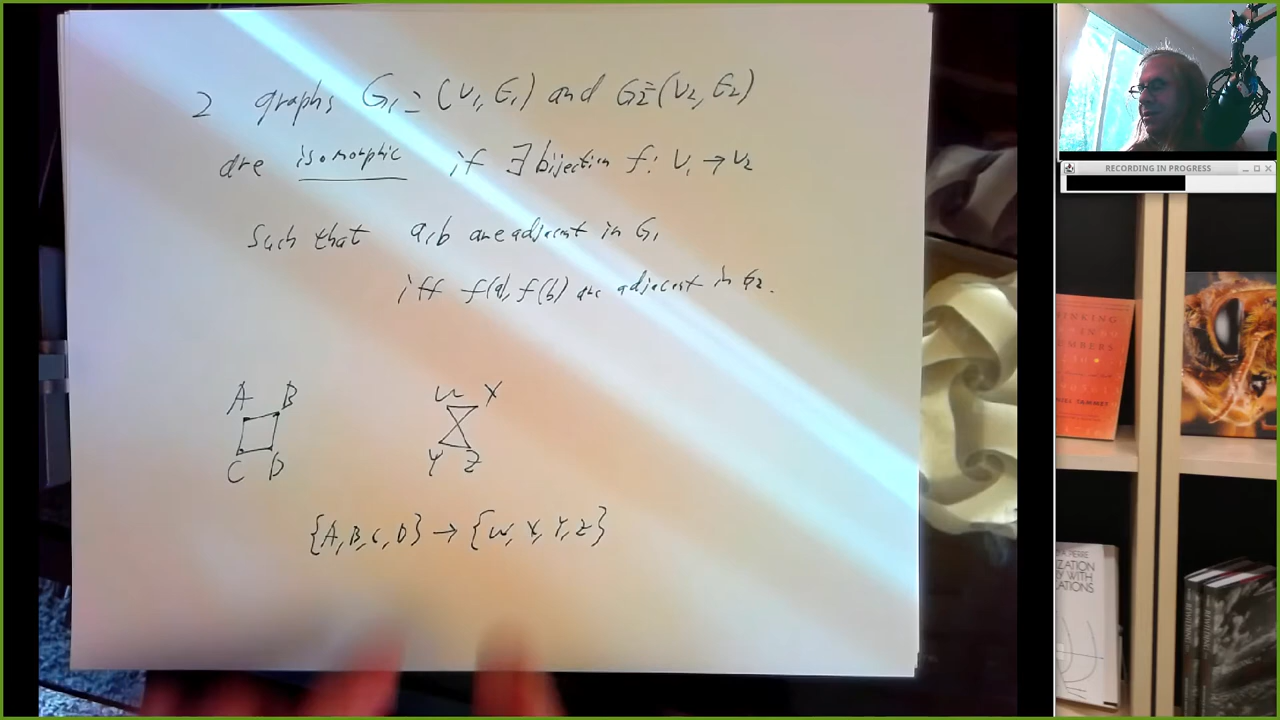 2 graphs G1 = (V1, E1) and G2=(V2, E2)
are isomorphic if ∃ bijection f: V1 → V2
Such that a,b are adjacent in G1
iff f(a), f(b) are adjacent in G2.
A B
C D
W X
Y Z
{A, B, C, D} → {W, X, Y, Z}
RECORDING IN PROGRESS